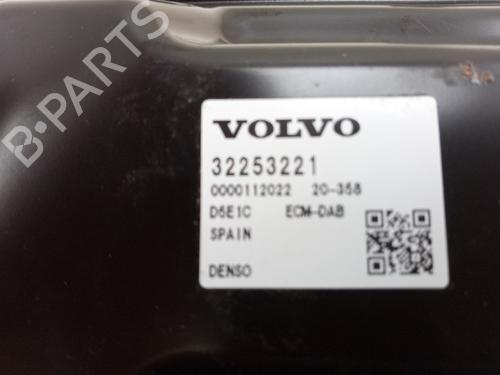 B-PARTS
VOLVO
32253221
0000112022 20-358
D5E1C ECM-DAB
SPAIN
DENSO